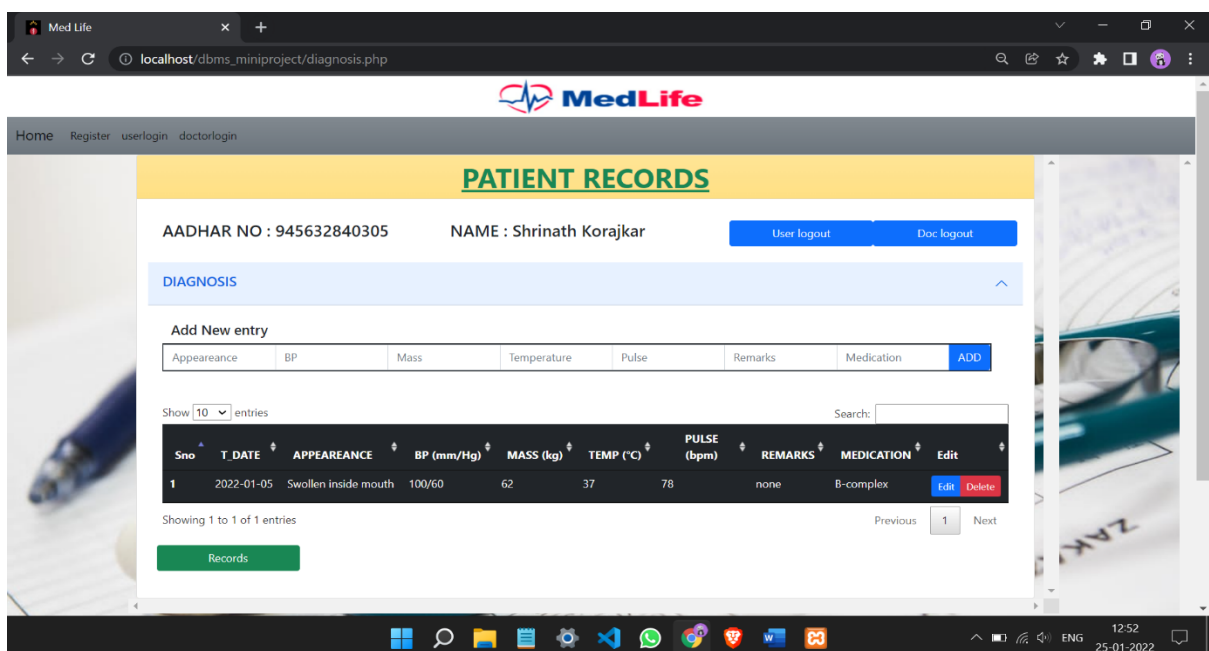 Med Life
localhost/dbms_miniproject/diagnosis.php
MedLife
Home Register userlogin doctorlogin
PATIENT RECORDS
AADHAR NO : 945632840305 NAME : Shrinath Korajkar User logout Doc logout
DIAGNOSIS
Add New entry
Appeareance BP Mass Temperature Pulse Remarks Medication ADD
Show 10 entries Search:
Sno T_DATE APPEAREANCE BP (mm/Hg) MASS (kg) TEMP (°C) PULSE (bpm) REMARKS MEDICATION Edit
1 2022-01-05 Swollen inside mouth 100/60 62 37 78 none B-complex Edit Delete
Showing 1 to 1 of 1 entries Previous 1 Next
Records
ENG 12:52
25-01-2022